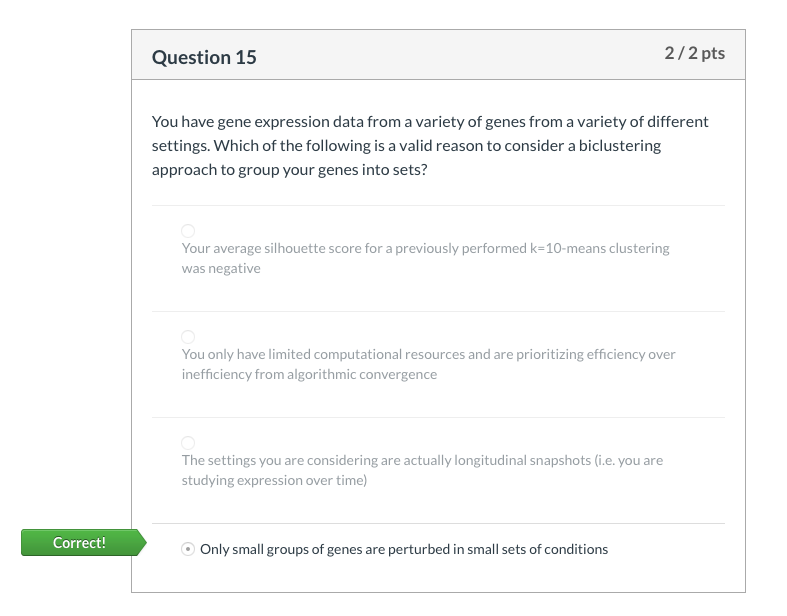 Question 15
2 / 2 pts
You have gene expression data from a variety of genes from a variety of different
settings. Which of the following is a valid reason to consider a biclustering
approach to group your genes into sets?
Your average silhouette score for a previously performed k=10-means clustering
was negative
You only have limited computational resources and are prioritizing efficiency over
inefficiency from algorithmic convergence
The settings you are considering are actually longitudinal snapshots (i.e. you are
studying expression over time)
Correct!
Only small groups of genes are perturbed in small sets of conditions